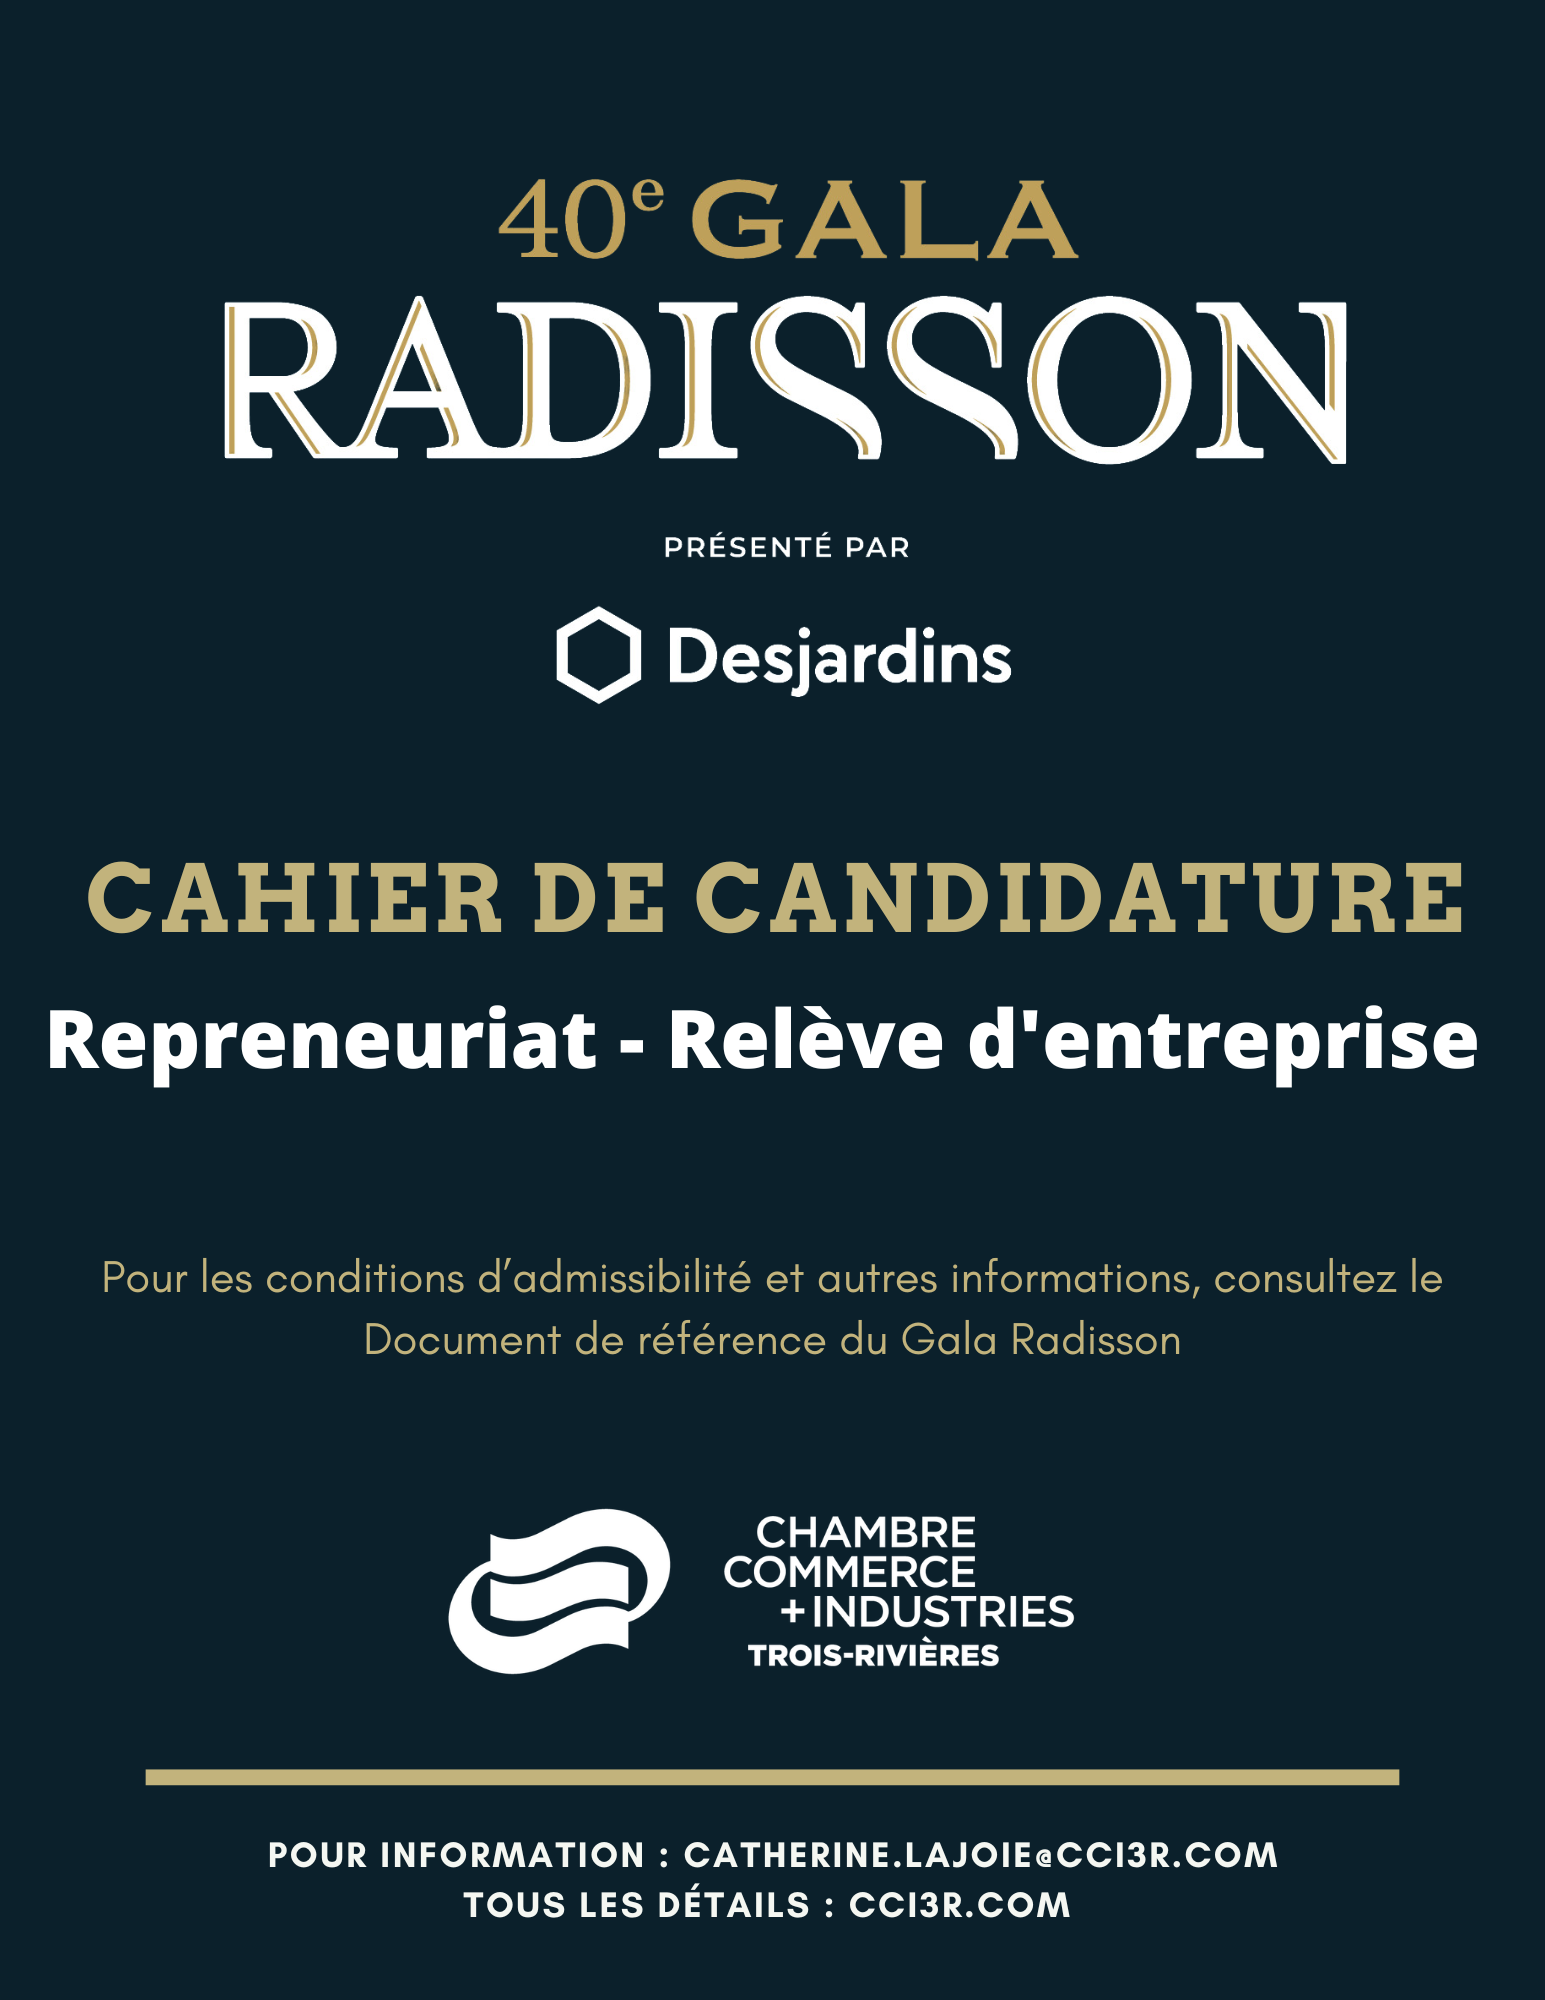 40e GALA
RADISSON
PRÉSENTÉ PAR
Desjardins
CAHIER DE CANDIDATURE
Repreneuriat - Relève d'entreprise
Pour les conditions d’admissibilité et autres informations, consultez le
Document de référence du Gala Radisson
CHAMBRE
COMMERCE
+INDUSTRIES
TROIS-RIVIÈRES
POUR INFORMATION : CATHERINE.LAJOIE@CCI3R.COM
TOUS LES DÉTAILS : CCI3R.COM